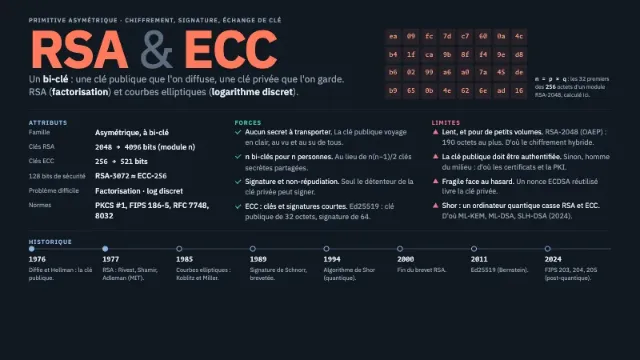 PRIMITIVE ASYMÉTRIQUE · CHIFFREMENT, SIGNATURE, ÉCHANGE DE CLÉ
RSA & ECC
Un bi-clé : une clé publique que l'on diffuse, une clé privée que l'on garde.
RSA (factorisation) et courbes elliptiques (logarithme discret).
ea 09 fc 7d c7 60 0a 4c
b4 1f ca 9b 8f f4 9e d8
b6 02 99 a6 a0 7a 45 de
b9 65 0b 4e 62 6e ad 16
n = p × q : les 32 premiers
des 256 octets d'un module
RSA-2048, calculé ici.
ATTRIBUTS
Famille Asymétrique, à bi-clé
Clés RSA 2048 → 4096 bits (module n)
Clés ECC 256 → 521 bits
128 bits de sécurité RSA-3072 ≈ ECC-256
Problème difficile Factorisation · log discret
Normes PKCS #1, FIPS 186-5, RFC 7748,
8032
FORCES
Aucun secret à transporter. La clé publique voyage
en clair, au vu et au su de tous.
n bi-clés pour n personnes. Au lieu de n(n−1)/2 clés
secrètes partagées.
Signature et non-répudiation. Seul le détenteur de la
clé privée peut signer.
ECC : clés et signatures courtes. Ed25519 : clé
publique de 32 octets, signature de 64.
LIMITES
Lent, et pour de petits volumes. RSA-2048 (OAEP) :
190 octets au plus. D'où le chiffrement hybride.
La clé publique doit être authentifiée. Sinon, homme
du milieu : d'où les certificats et la PKI.
Fragile face au hasard. Un nonce ECDSA réutilisé
livre la clé privée.
Shor : un ordinateur quantique casse RSA et ECC.
D'où ML-KEM, ML-DSA, SLH-DSA (2024).
HISTORIQUE
1976
Diffie et Hellman : la clé
publique.
1977
RSA : Rivest, Shamir,
Adleman (MIT).
1985
Courbes elliptiques :
Koblitz et Miller.
1989
Signature de Schnorr,
brevetée.
1994
Algorithme de Shor
(quantique).
2000
Fin du brevet RSA.
2011
Ed25519 (Bernstein).
2024
FIPS 203, 204, 205
(post-quantique).